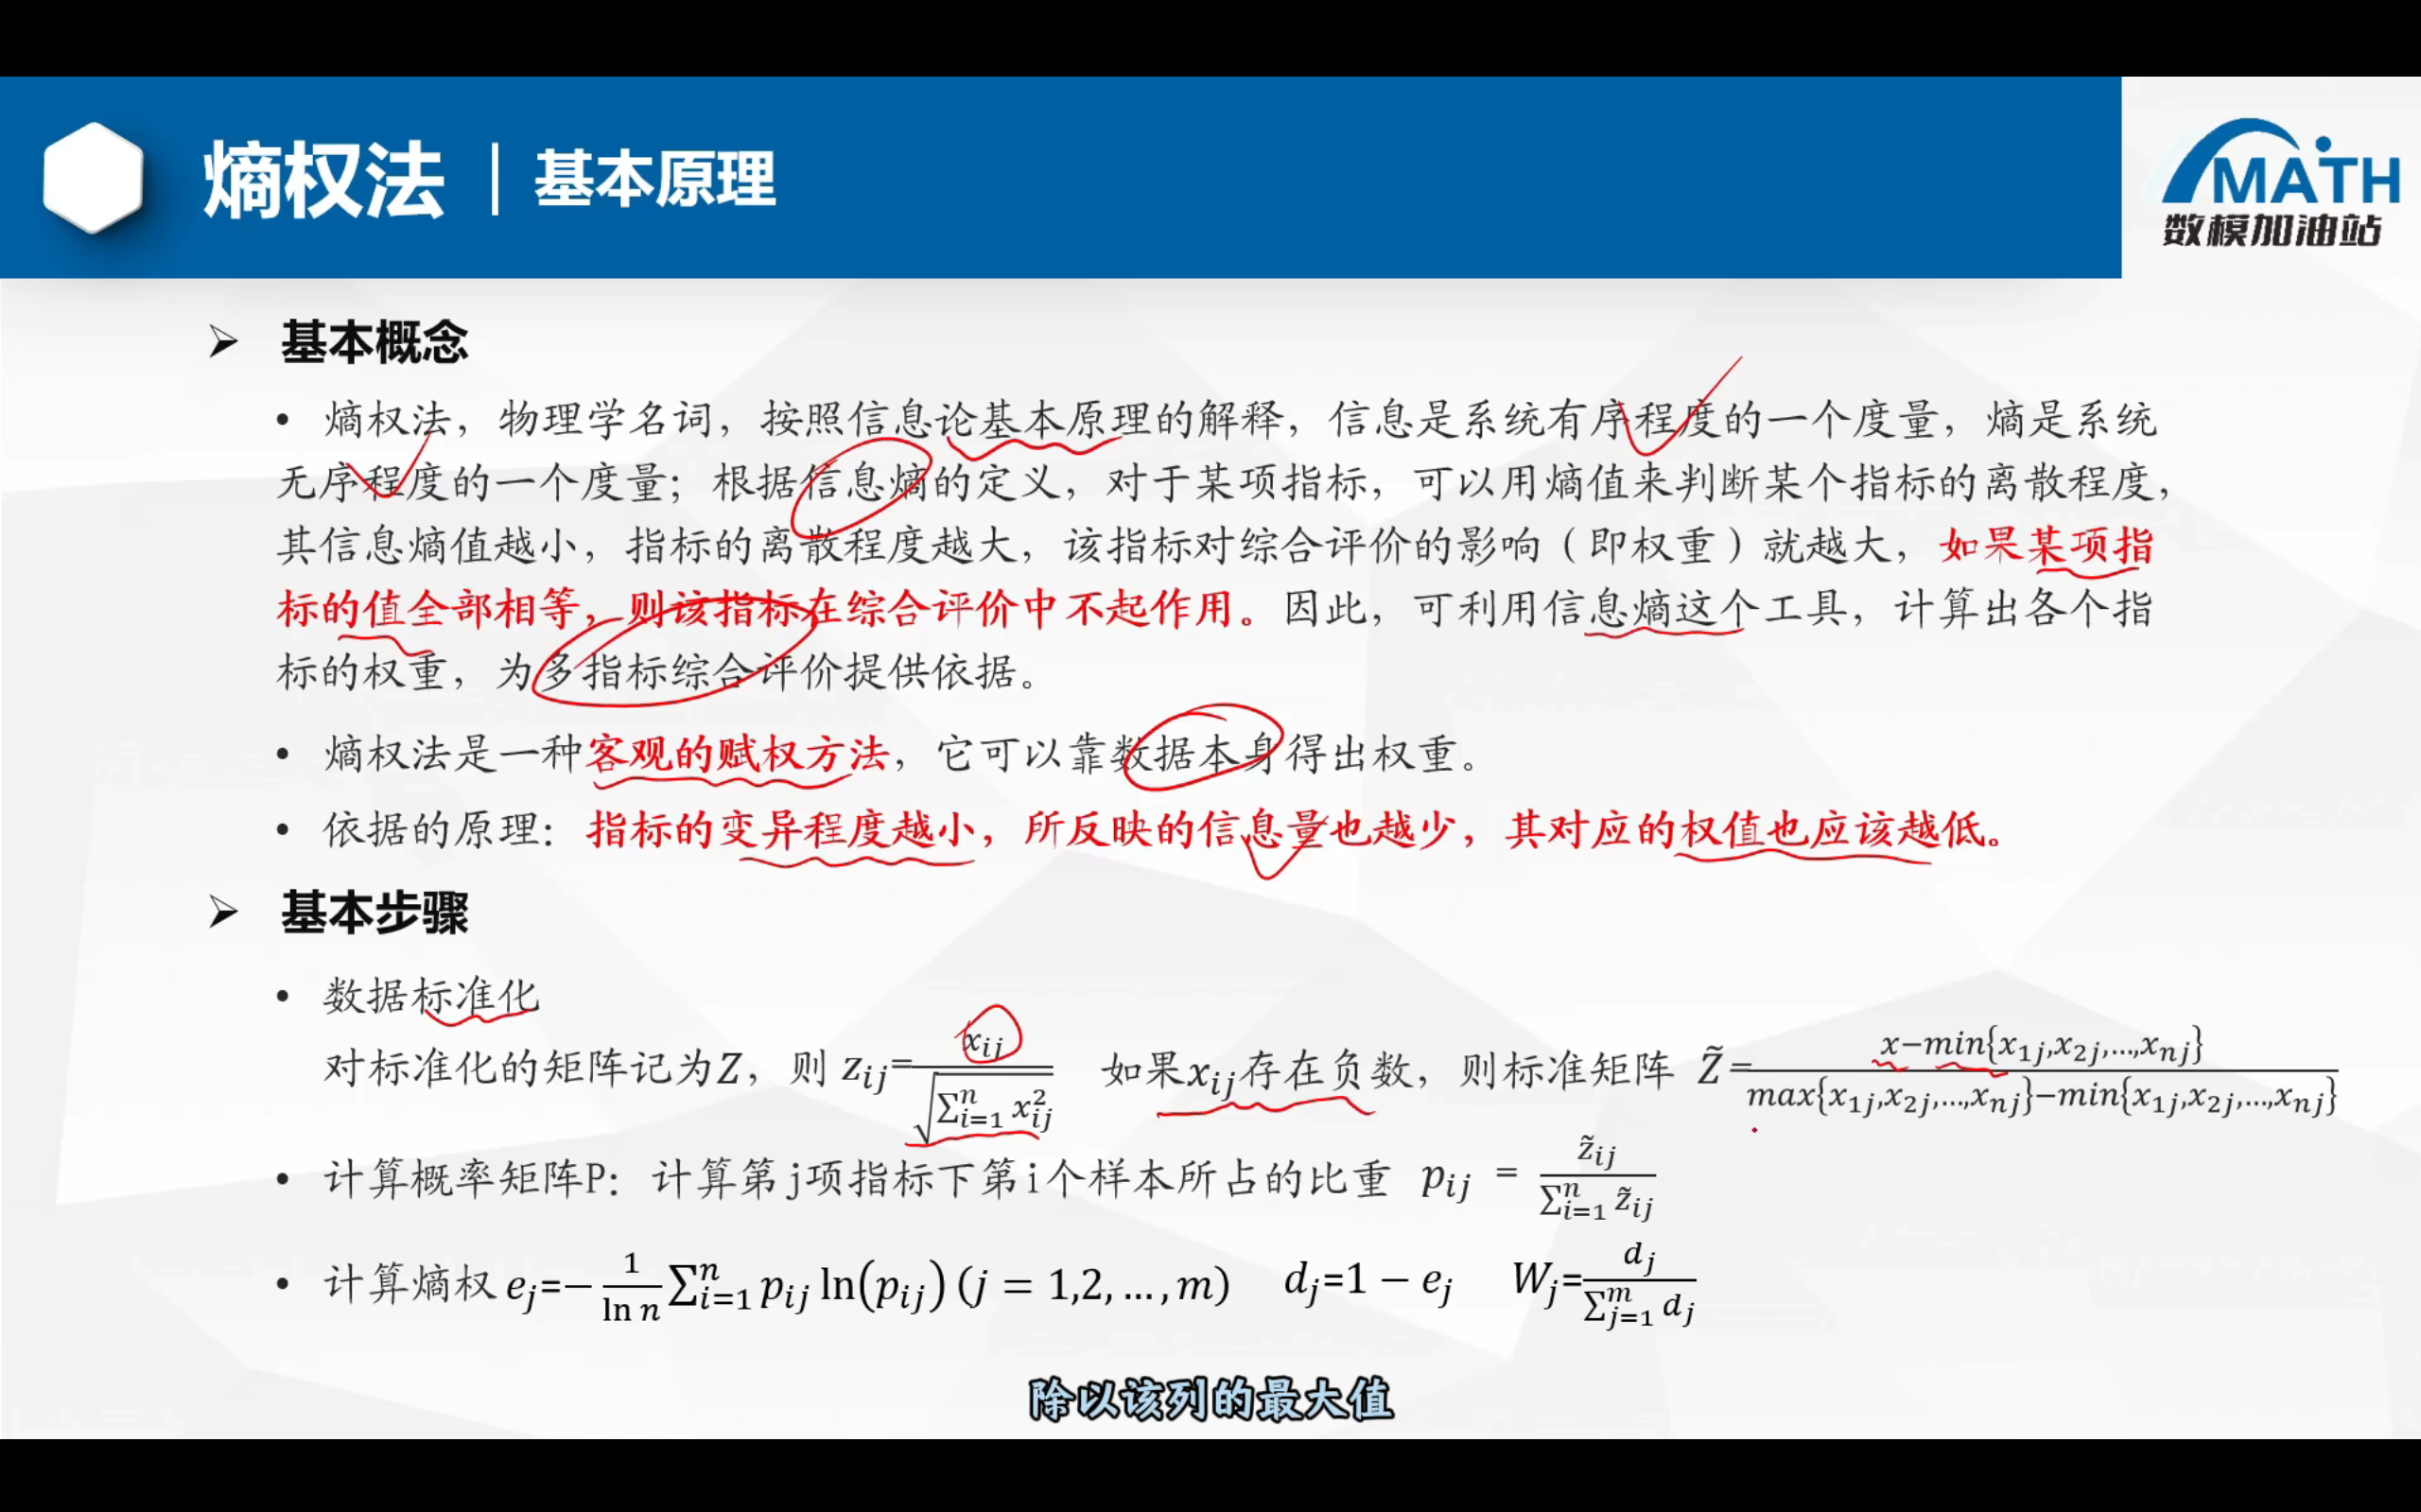 熵权法 | 基本原理
MATH
数模加油站
➢ 基本概念
• 熵权法，物理学名词，按照信息论基本原理的解释，信息是系统有序程度的一个度量，熵是系统
无序程度的一个度量；根据信息熵的定义，对于某项指标，可以用熵值来判断某个指标的离散程度，
其信息熵值越小，指标的离散程度越大，该指标对综合评价的影响（即权重）就越大，如果某项指
标的值全部相等，则该指标在综合评价中不起作用。因此，可利用信息熵这个工具，计算出各个指
标的权重，为多指标综合评价提供依据。
• 熵权法是一种客观的赋权方法，它可以靠数据本身得出权重。
• 依据的原理：指标的变异程度越小，所反映的信息量也越少，其对应的权值也应该越低。
➢ 基本步骤
• 数据标准化
对标准化的矩阵记为Z，则 z_{ij}=\frac{x_{ij}}{\sqrt{\sum_{i=1}^{n} x_{ij}^{2}}} 如果x_{ij}存在负数，则标准矩阵 \tilde{Z}=\frac{x-min\{x_{1j},x_{2j},...,x_{nj}\}}{max\{x_{1j},x_{2j},...,x_{nj}\}-min\{x_{1j},x_{2j},...,x_{nj}\}}
• 计算概率矩阵P：计算第j项指标下第i个样本所占的比重 p_{ij} = \frac{\tilde{z}_{ij}}{\sum_{i=1}^{n} \tilde{z}_{ij}}
• 计算熵权 e_{j}=-\frac{1}{\ln n}\sum_{i=1}^{n} p_{ij} \ln(p_{ij}) (j = 1,2,...,m) d_{j}=1-e_{j} W_{j}=\frac{d_{j}}{\sum_{j=1}^{m} d_{j}}
除以该列的最大值